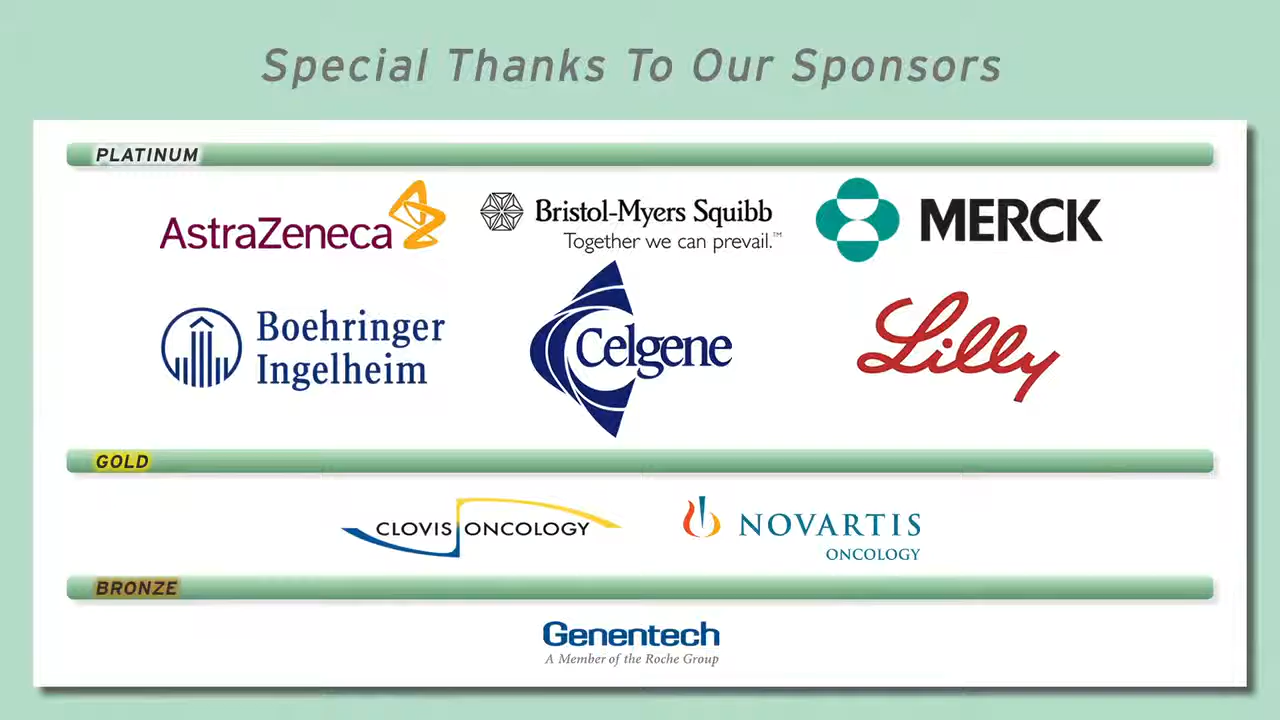 Special Thanks To Our Sponsors
PLATINUM
AstraZeneca
Bristol-Myers Squibb
Together we can prevail.™
MERCK
Boehringer
Ingelheim
Celgene
Lilly
GOLD
CLOVIS ONCOLOGY
NOVARTIS
ONCOLOGY
BRONZE
Genentech
A Member of the Roche Group